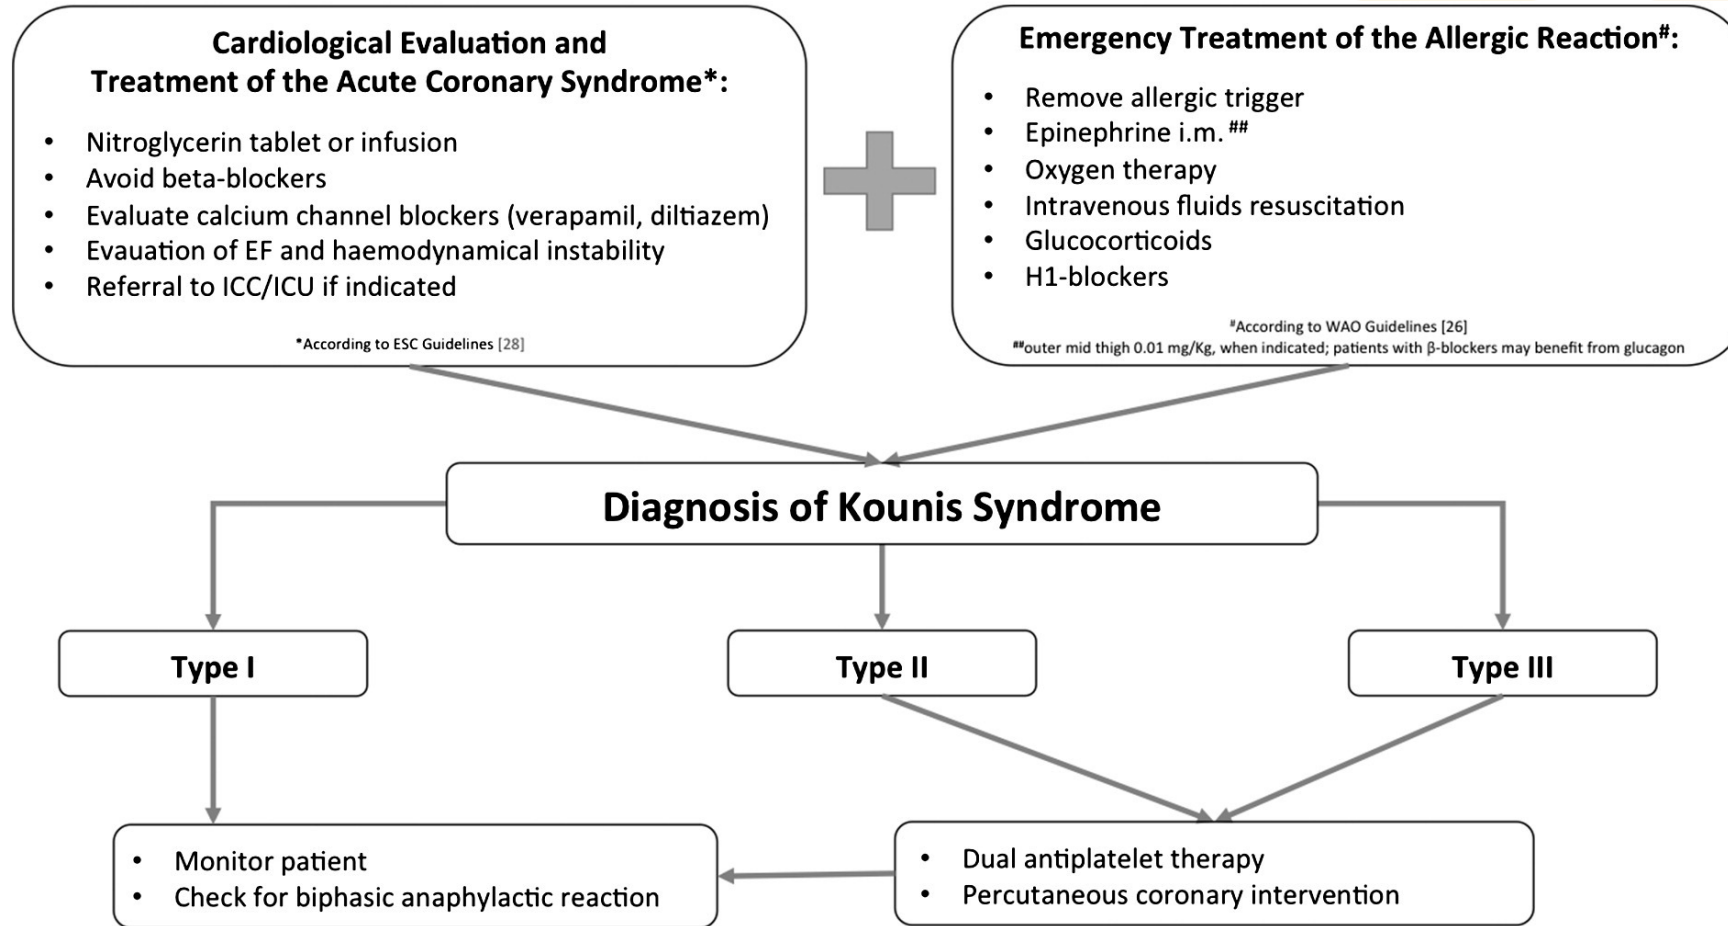 Cardiological Evaluation and
Treatment of the Acute Coronary Syndrome*:
• Nitroglycerin tablet or infusion
• Avoid beta-blockers
• Evaluate calcium channel blockers (verapamil, diltiazem)
• Evauation of EF and haemodynamical instability
• Referral to ICC/ICU if indicated
*According to ESC Guidelines [28]
Emergency Treatment of the Allergic Reaction#:
• Remove allergic trigger
• Epinephrine i.m. ##
• Oxygen therapy
• Intravenous fluids resuscitation
• Glucocorticoids
• H1-blockers
#According to WAO Guidelines [26]
##outer mid thigh 0.01 mg/Kg, when indicated; patients with β-blockers may benefit from glucagon
Diagnosis of Kounis Syndrome
Type I
Type II
Type III
• Monitor patient
• Check for biphasic anaphylactic reaction
• Dual antiplatelet therapy
• Percutaneous coronary intervention